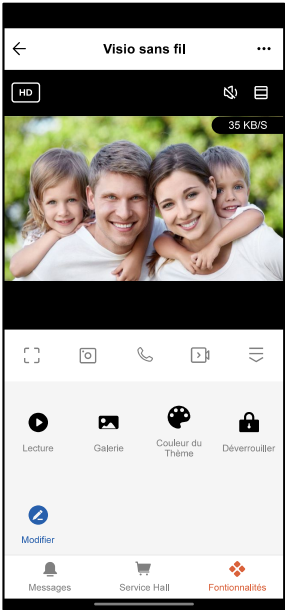 Visio sans fil
HD
35 KB/S
Lecture
Galerie
Couleur du
Thème
Déverrouiller
Modifier
Messages
Service Hall
Fontionnalités